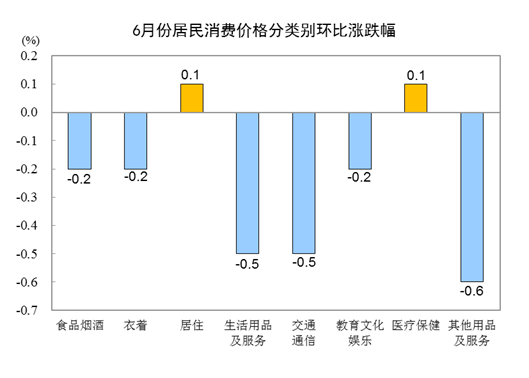 6月份居民消费价格分类别环比涨跌幅
(%)
0.2
0.1
0.0
-0.1
-0.2
-0.3
-0.4
-0.5
-0.6
-0.7
-0.2
-0.2
0.1
-0.5
-0.5
-0.2
0.1
-0.6
食品烟酒
衣着
居住
生活用品
及服务
交通
通信
教育文化
娱乐
医疗保健
其他用品
及服务